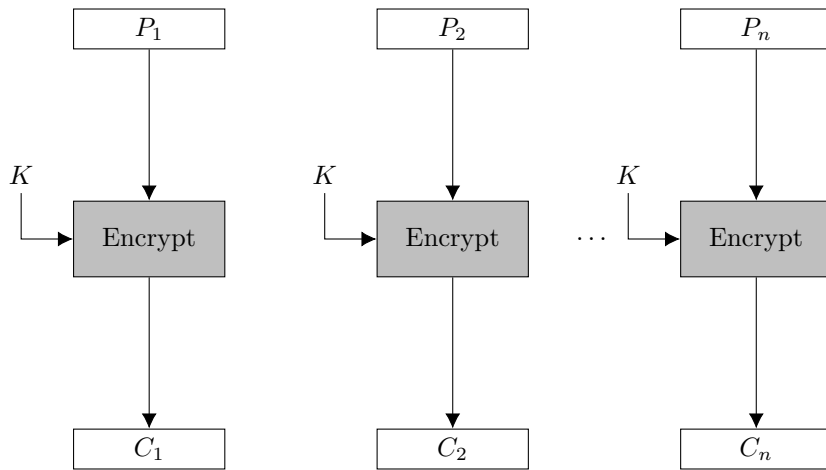 P₁ P₂ Pₙ
K K K
Encrypt Encrypt ... Encrypt
C₁ C₂ Cₙ